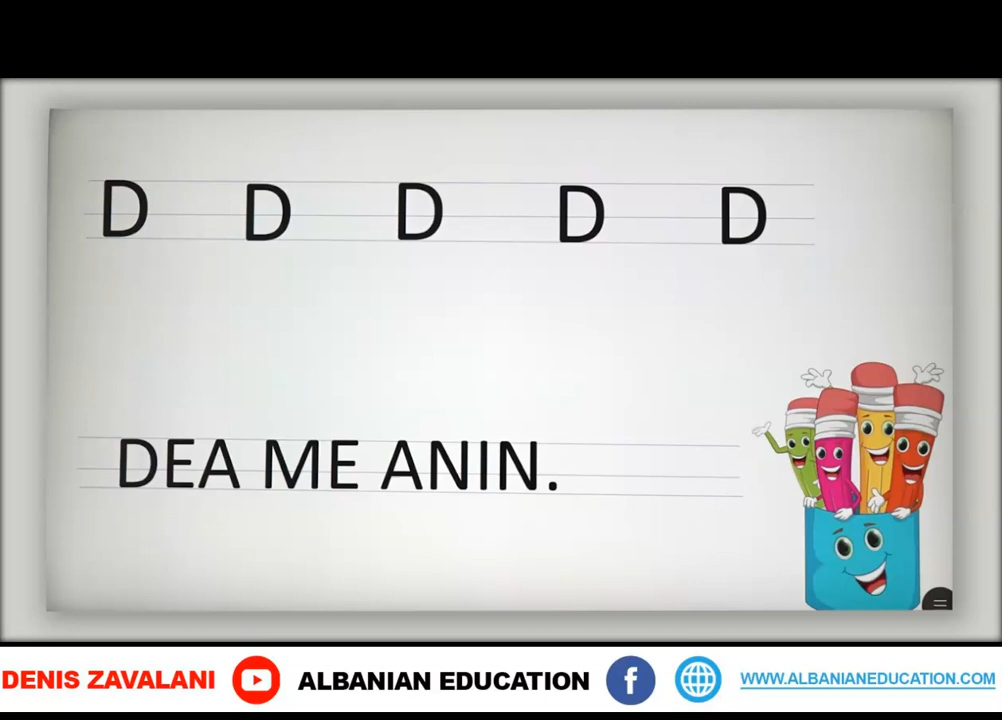 D D D D D
DEA ME ANIN.
DENIS ZAVALANI ALBANIAN EDUCATION f WWW.ALBANIANEDUCATION.COM